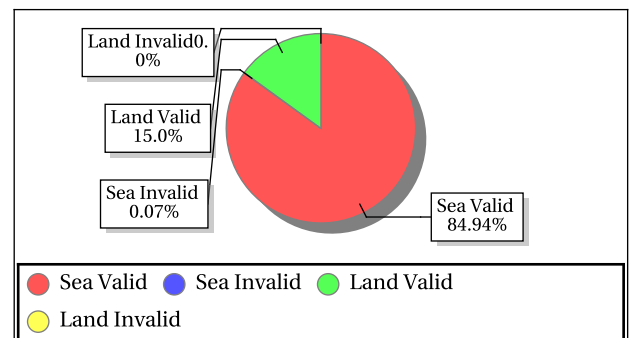 Land Invalid0.
0%
Land Valid
15.0%
Sea Invalid
0.07%
Sea Valid
84.94%
Sea Valid Sea Invalid Land Valid
Land Invalid